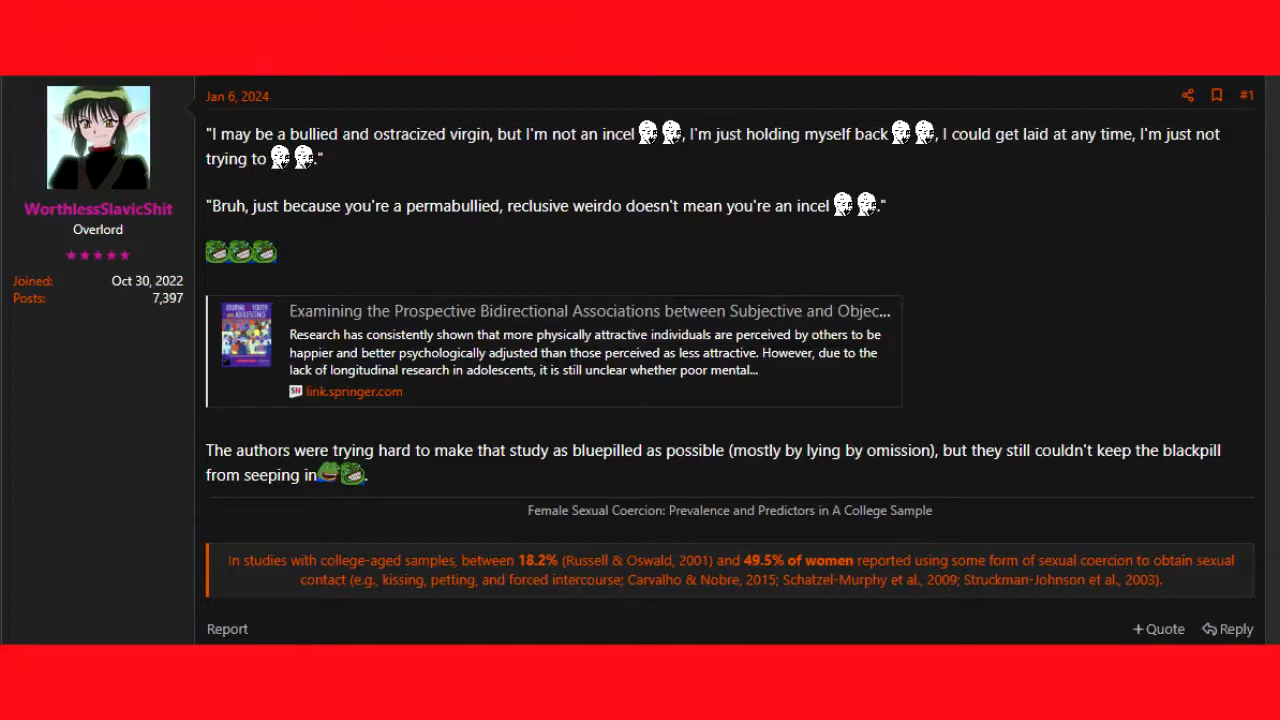 Jan 6, 2024
#1
"I may be a bullied and ostracized virgin, but I'm not an incel , I'm just holding myself back , I could get laid at any time, I'm just not
trying to ."
WorthlessSlavicShit
Overlord
Joined: Oct 30, 2022
Posts: 7,397
"Bruh, just because you're a permabullied, reclusive weirdo doesn't mean you're an incel ."
Examining the Prospective Bidirectional Associations between Subjective and Objec...
Research has consistently shown that more physically attractive individuals are perceived by others to be
happier and better psychologically adjusted than those perceived as less attractive. However, due to the
lack of longitudinal research in adolescents, it is still unclear whether poor mental...
SN link.springer.com
The authors were trying hard to make that study as bluepilled as possible (mostly by lying by omission), but they still couldn't keep the blackpill
from seeping in .
Female Sexual Coercion: Prevalence and Predictors in A College Sample
In studies with college-aged samples, between 18.2% (Russell & Oswald, 2001) and 49.5% of women reported using some form of sexual coercion to obtain sexual
contact (e.g., kissing, petting, and forced intercourse; Carvalho & Nobre, 2015; Schatzel-Murphy et al., 2009; Struckman-Johnson et al., 2003).
Report
+ Quote
Reply